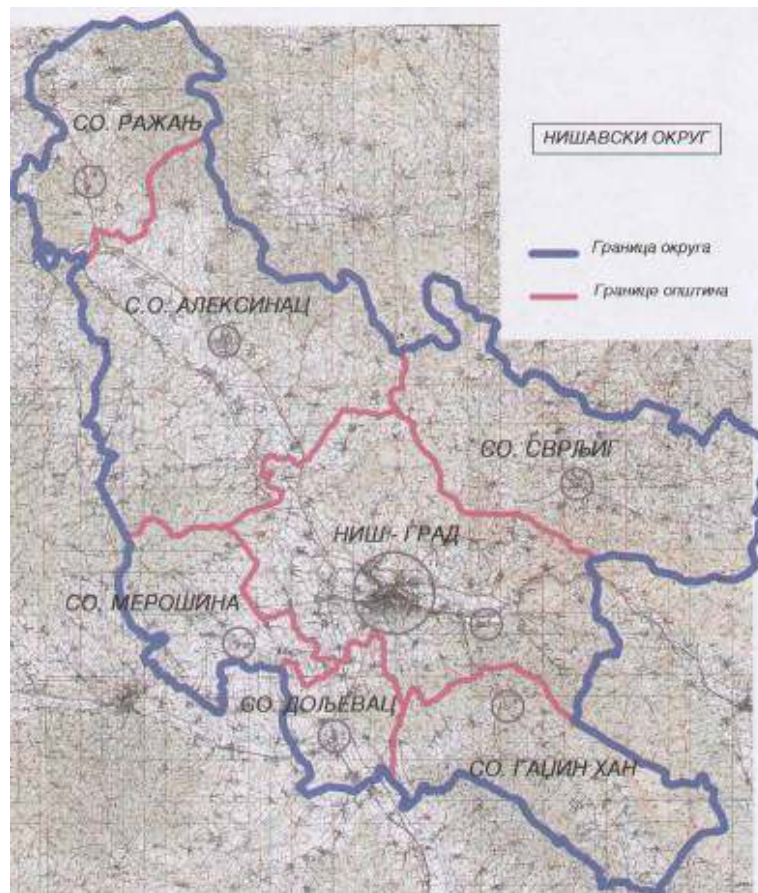 СО. РАЖАЊ
НИШАВСКИ ОКРУГ
Граница округа
Границе општина
С.О. АЛЕКСИНАЦ
СО. СВРЉИГ
НИШ - ГРАД
СО. МЕРОШИНА
СО. ДОЉЕВАЦ
СО. ГАЏИН ХАН